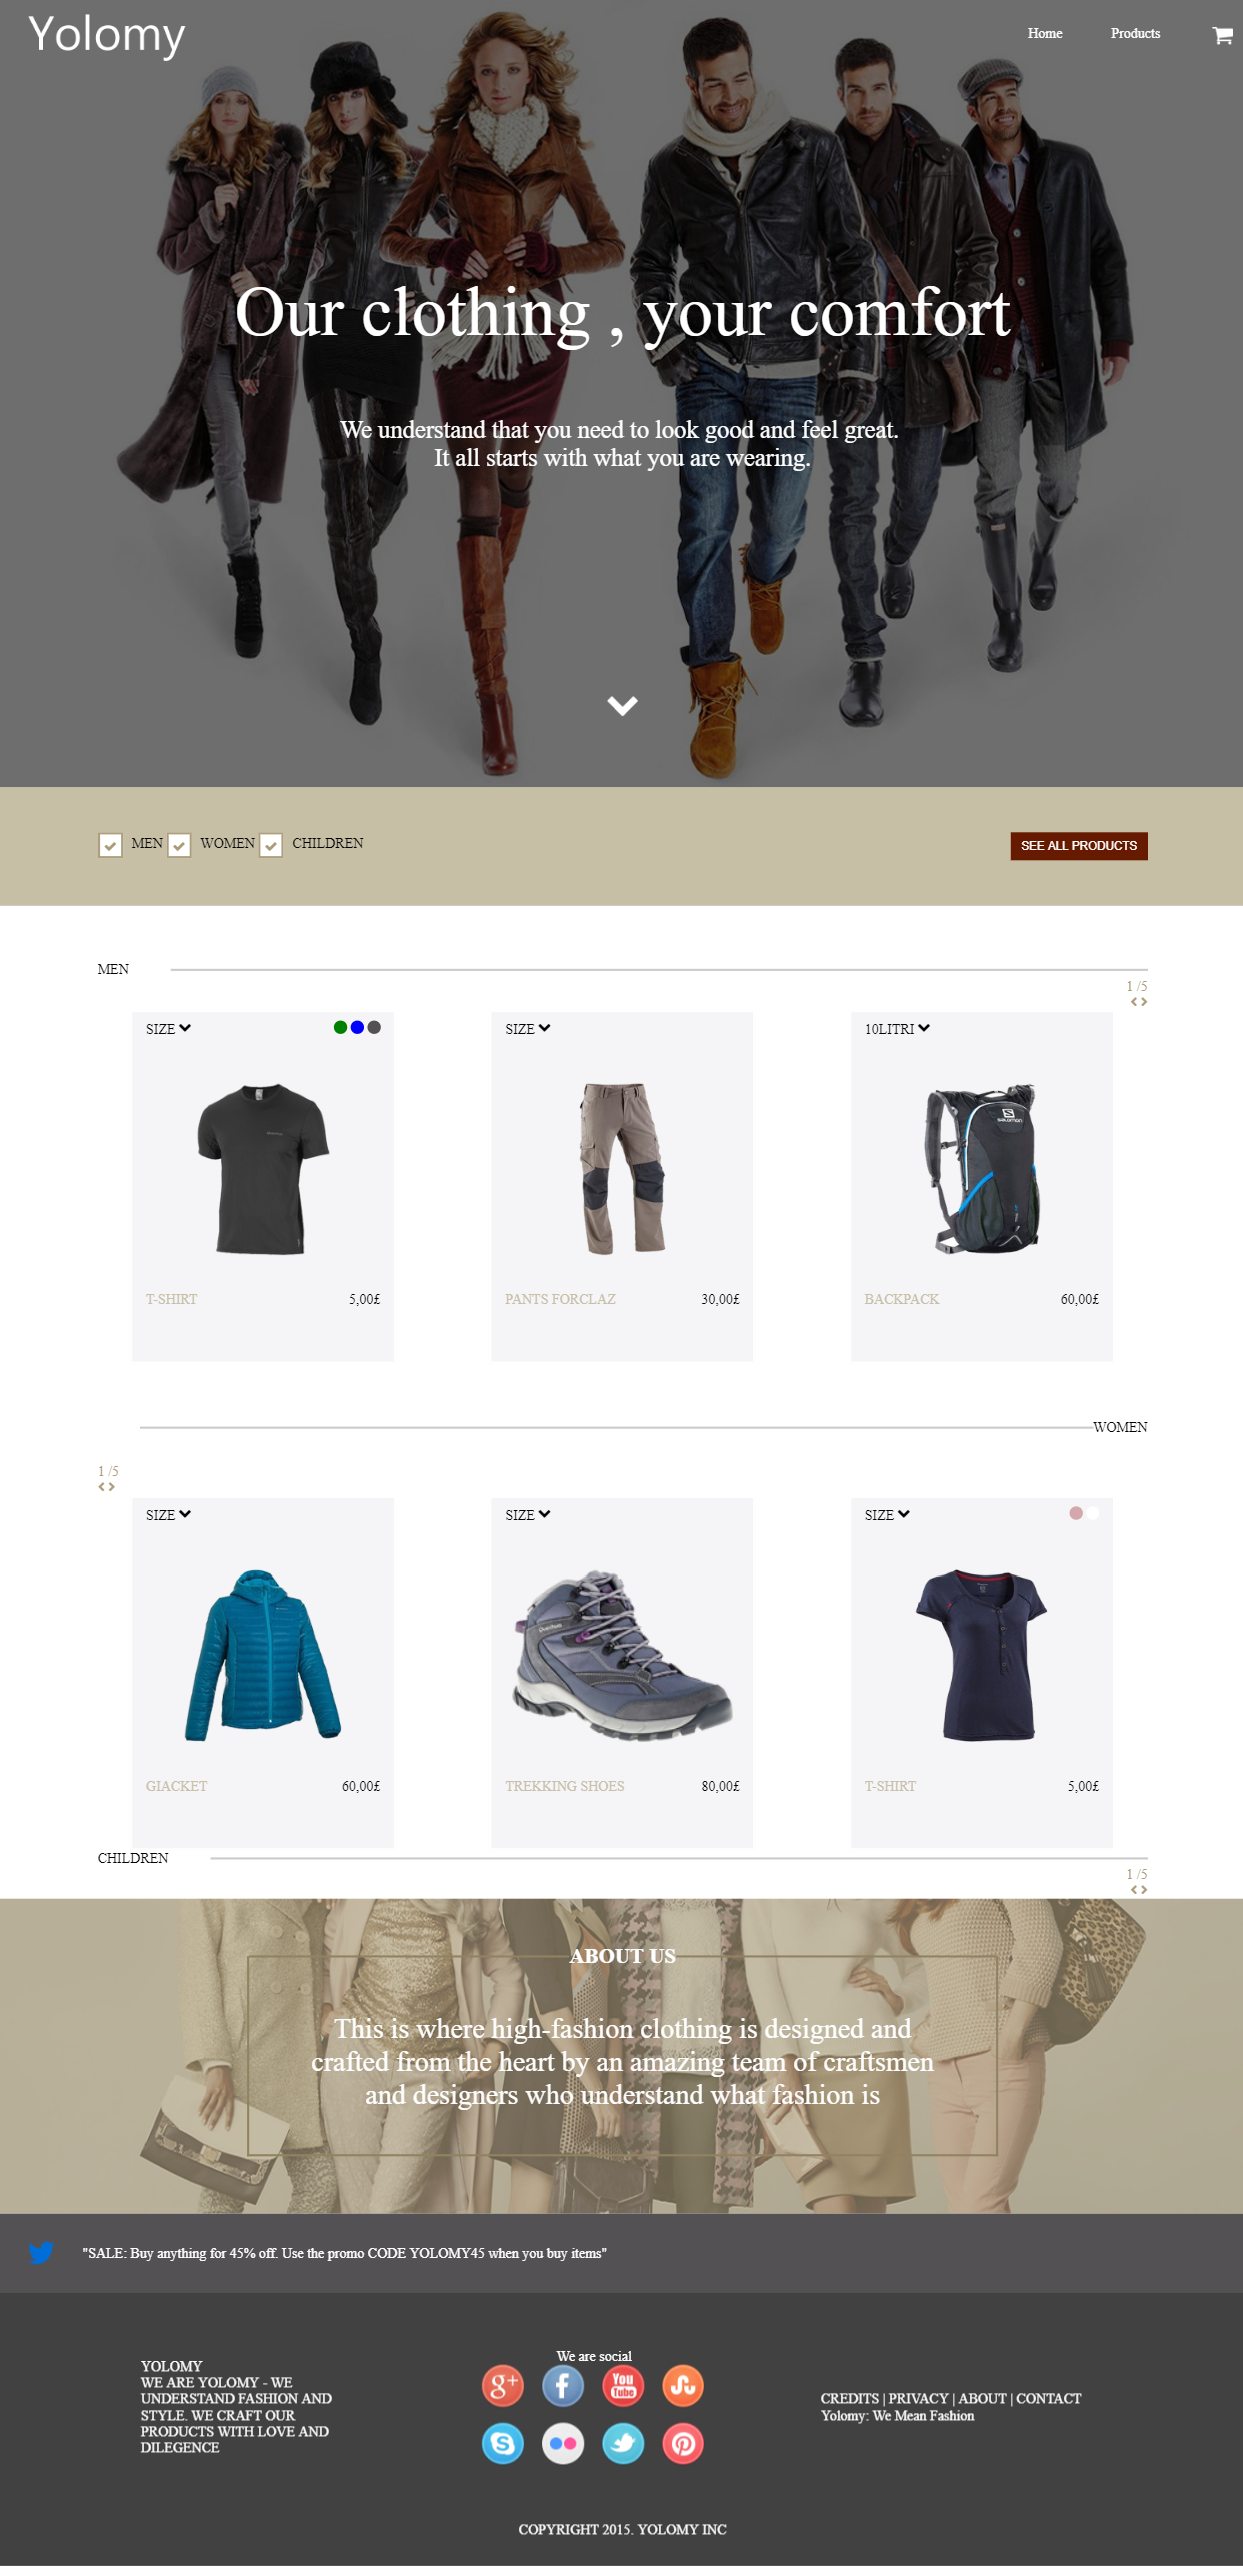 Yolomy
Home
Products
Our clothing , your comfort
We understand that you need to look good and feel great.
It all starts with what you are wearing.
MEN
WOMEN
CHILDREN
SEE ALL PRODUCTS
MEN
1 /5
SIZE
SIZE
10LITRI
SALOMON
T-SHIRT
5,00£
PANTS FORCLAZ
30,00£
BACKPACK
60,00£
WOMEN
1 /5
SIZE
SIZE
SIZE
Quechua
GIACKET
60,00£
TREKKING SHOES
80,00£
T-SHIRT
5,00£
CHILDREN
1 /5
ABOUT US
This is where high-fashion clothing is designed and
crafted from the heart by an amazing team of craftsmen
and designers who understand what fashion is
"SALE: Buy anything for 45% off. Use the promo CODE YOLOMY45 when you buy items"
YOLOMY
WE ARE YOLOMY - WE
UNDERSTAND FASHION AND
STYLE. WE CRAFT OUR
PRODUCTS WITH LOVE AND
DILEGENCE
We are social
g+
f
You
Tube
CREDITS | PRIVACY | ABOUT | CONTACT
Yolomy: We Mean Fashion
COPYRIGHT 2015. YOLOMY INC